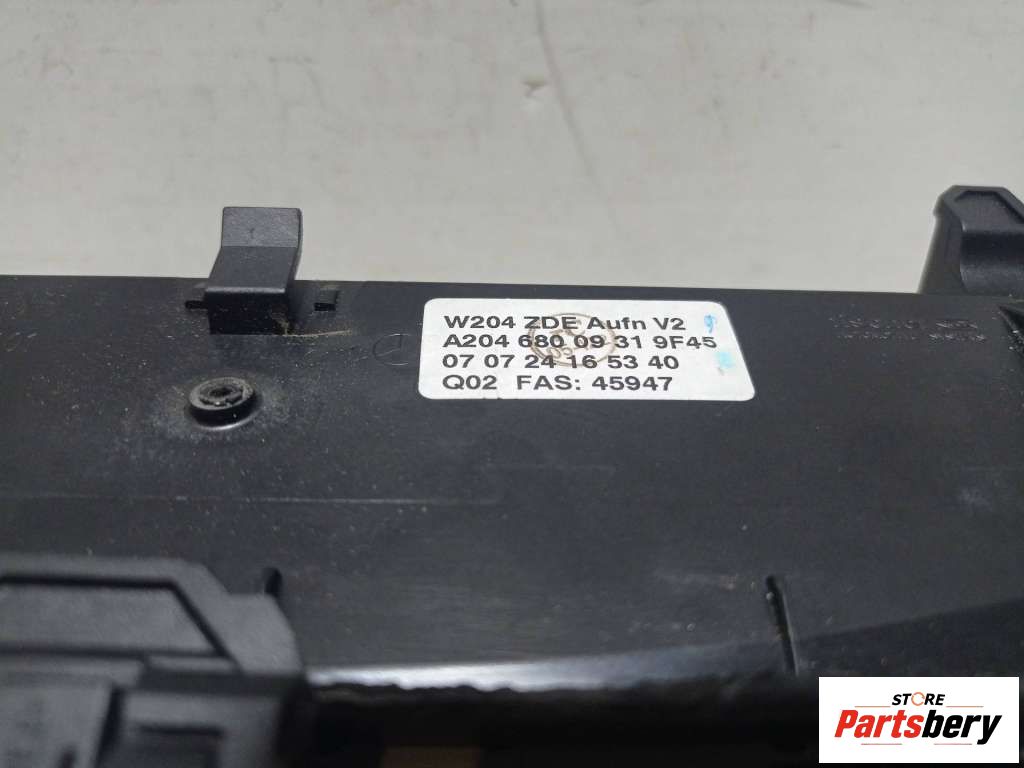 W204 ZDE Aufn V2
A204 680 09 31 9F45
07 07 24 16 53 40
Q02 FAS: 45947
STORE
Partsbery